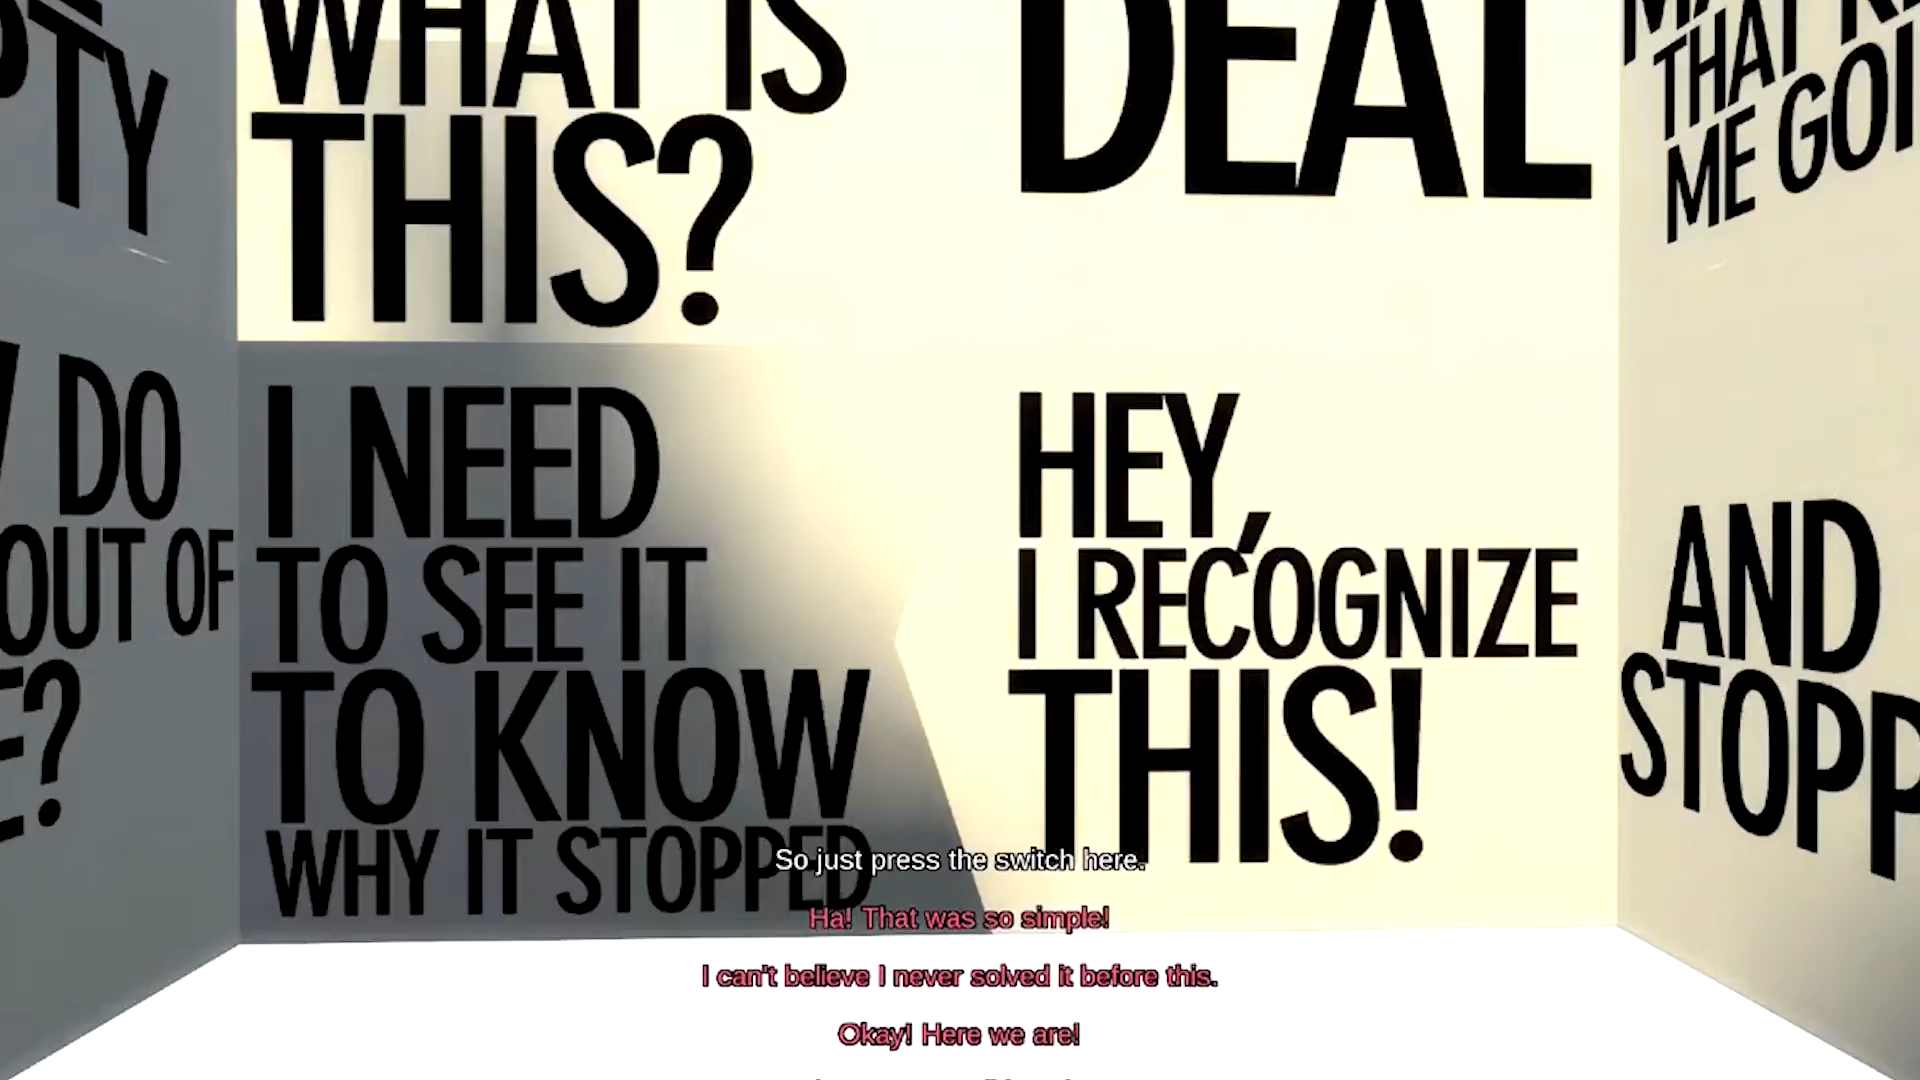 TY
DO
OUT OF
E?
WHAT IS
THIS?
I NEED
TO SEE IT
TO KNOW
WHY IT STOPPED
DEAL
HEY,
I RECOGNIZE
THIS!
THAT
ME GOI
AND
STOPP
So just press the switch here.
Ha! That was so simple!
I can't believe I never solved it before this.
Okay! Here we are!